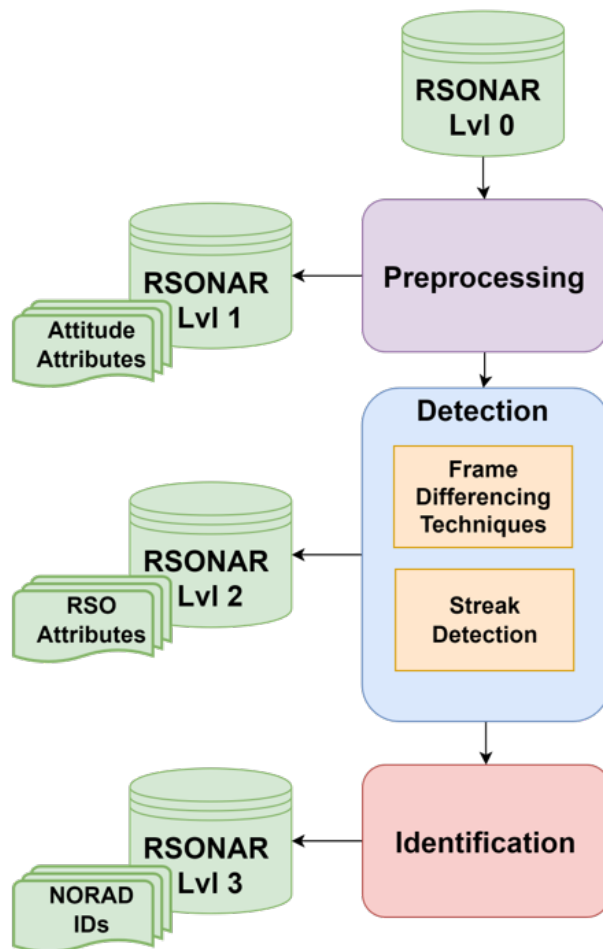 RSONAR
Lvl 0
Preprocessing
RSONAR
Lvl 1
Attitude
Attributes
Detection
Frame
Differencing
Techniques
Streak
Detection
RSONAR
Lvl 2
RSO
Attributes
Identification
RSONAR
Lvl 3
NORAD
IDs